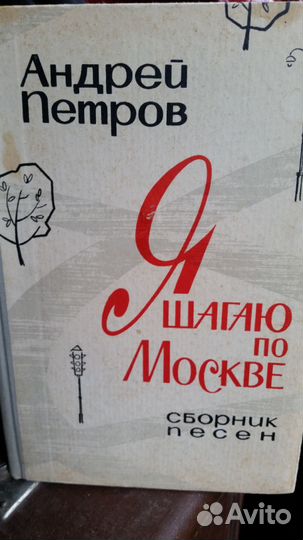 Андрей
Петров
Я
ШАГАЮ
ПО
МОСКВЕ
сборник
песен
Avito